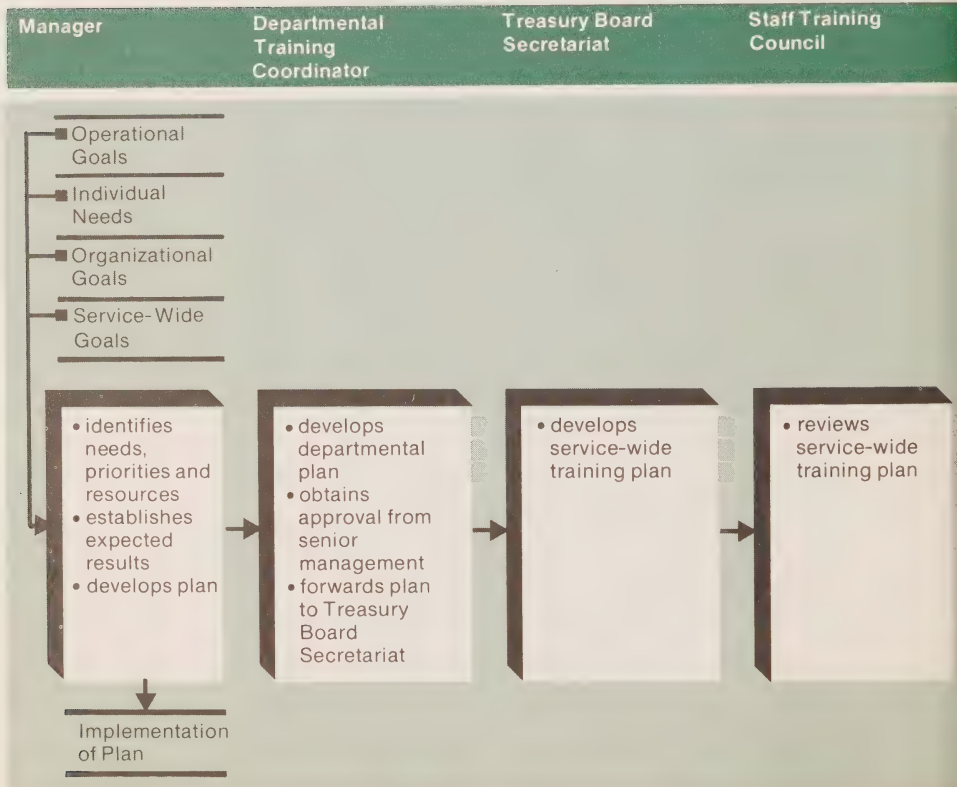 Manager
Departmental
Training
Coordinator
Treasury Board
Secretariat
Staff Training
Council
Operational
Goals
Individual
Needs
Organizational
Goals
Service-Wide
Goals
• identifies
needs,
priorities and
resources
• establishes
expected
results
• develops plan
• develops
departmental
plan
• obtains
approval from
senior
management
• forwards plan
to Treasury
Board
Secretariat
• develops
service-wide
training plan
• reviews
service-wide
training plan
Implementation
of Plan